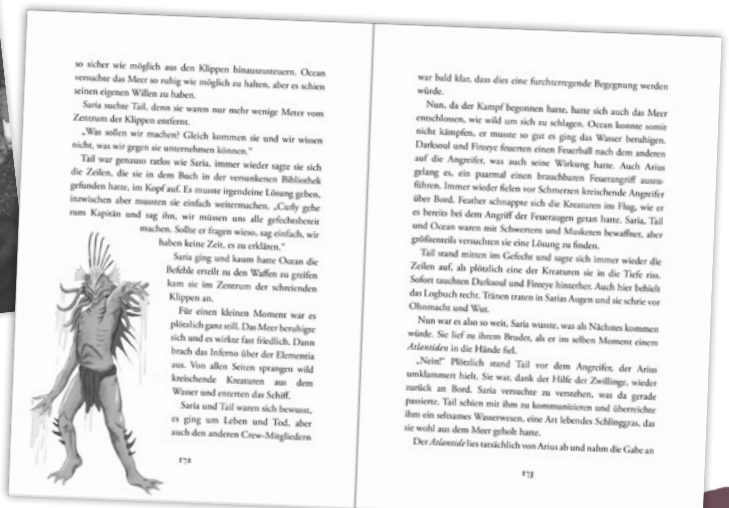 so sicher wie möglich aus den Klippen hinauszusteuern. Ocean
versuchte das Meer so ruhig wie möglich zu halten, aber es schien
seinen eigenen Willen zu haben.
Saria suchte Tail, denn sie waren nur mehr wenige Meter vom
Zentrum der Klippen entfernt.
„Was sollen wir machen? Gleich kommen sie und wir wissen
nicht, was wir gegen sie unternehmen können."
Tail war genauso ratlos wie Saria, immer wieder sagte sie sich
die Zeilen, die sie in dem Buch in der versunkenen Bibliothek
gefunden hatte, im Kopf auf. Es musste irgendeine Lösung geben,
inzwischen aber mussten sie einfach weitermachen. „Curly gehe
zum Kapitän und sag ihn, wir müssen uns alle gefechtsbereit
machen. Sollte er fragen wieso, sag einfach, wir
haben keine Zeit, es zu erklären."
Saria ging und kaum hatte Ocean die
Befehle erteilt zu den Waffen zu greifen
kam sie im Zentrum der schreienden
Klippen an.
Für einen kleinen Moment war es
plötzlich ganz still. Das Meer beruhigte
sich und es wirkte fast friedlich. Dann
brach das Inferno über der Elementia
aus. Von allen Seiten sprangen wild
kreischende Kreaturen aus dem
Wasser und enterten das Schiff.
Saria und Tail waren sich bewusst,
es ging um Leben und Tod, aber
auch den anderen Crew-Mitgliedern
172
war bald klar, dass dies eine furchterregende Begegnung werden
würde.
Nun, da der Kampf begonnen hatte, hatte sich auch das Meer
entschlossen, wie wild um sich zu schlagen. Ocean konnte somit
nicht kämpfen, er musste so gut es ging das Wasser beruhigen.
Darksoul und Fireeye feuerten einen Feuerball nach dem anderen
auf die Angreifer, was auch seine Wirkung hatte. Auch Arius
gelang es, ein paarmal einen brauchbaren Feuerangriff auszu-
führen. Immer wieder fielen vor Schmerzen kreischende Angreifer
über Bord. Feather schnappte sich die Kreaturen im Flug, wie er
es bereits bei dem Angriff der Feueraugen getan hatte. Saria, Tail
und Ocean waren mit Schwertern und Musketen bewaffnet, aber
größtenteils versuchten sie eine Lösung zu finden.
Tail stand mitten im Gefecht und sagte sich immer wieder die
Zeilen auf, als plötzlich eine der Kreaturen sie in die Tiefe riss.
Sofort tauchten Darksoul und Fireeye hinterher. Auch hier behielt
das Logbuch recht. Tränen traten in Sarias Augen und sie schrie vor
Ohnmacht und Wut.
Nun war es also so weit, Saria wusste, was als Nächstes kommen
würde. Sie lief zu ihrem Bruder, als er im selben Moment einem
Atlantiden in die Hände fiel.
„Nein!" Plötzlich stand Tail vor dem Angreifer, der Arius
umklammert hielt. Sie war, dank der Hilfe der Zwillinge, wieder
zurück an Bord. Saria versuchte zu verstehen, was da gerade
passierte. Tail schien mit ihm zu kommunizieren und überreichte
ihm ein seltsames Wasserwesen, eine Art lebendes Schlinggras, das
sie wohl aus dem Meer geholt hatte.
Der Atlantide lies tatsächlich von Arius ab und nahm die Gabe an
173